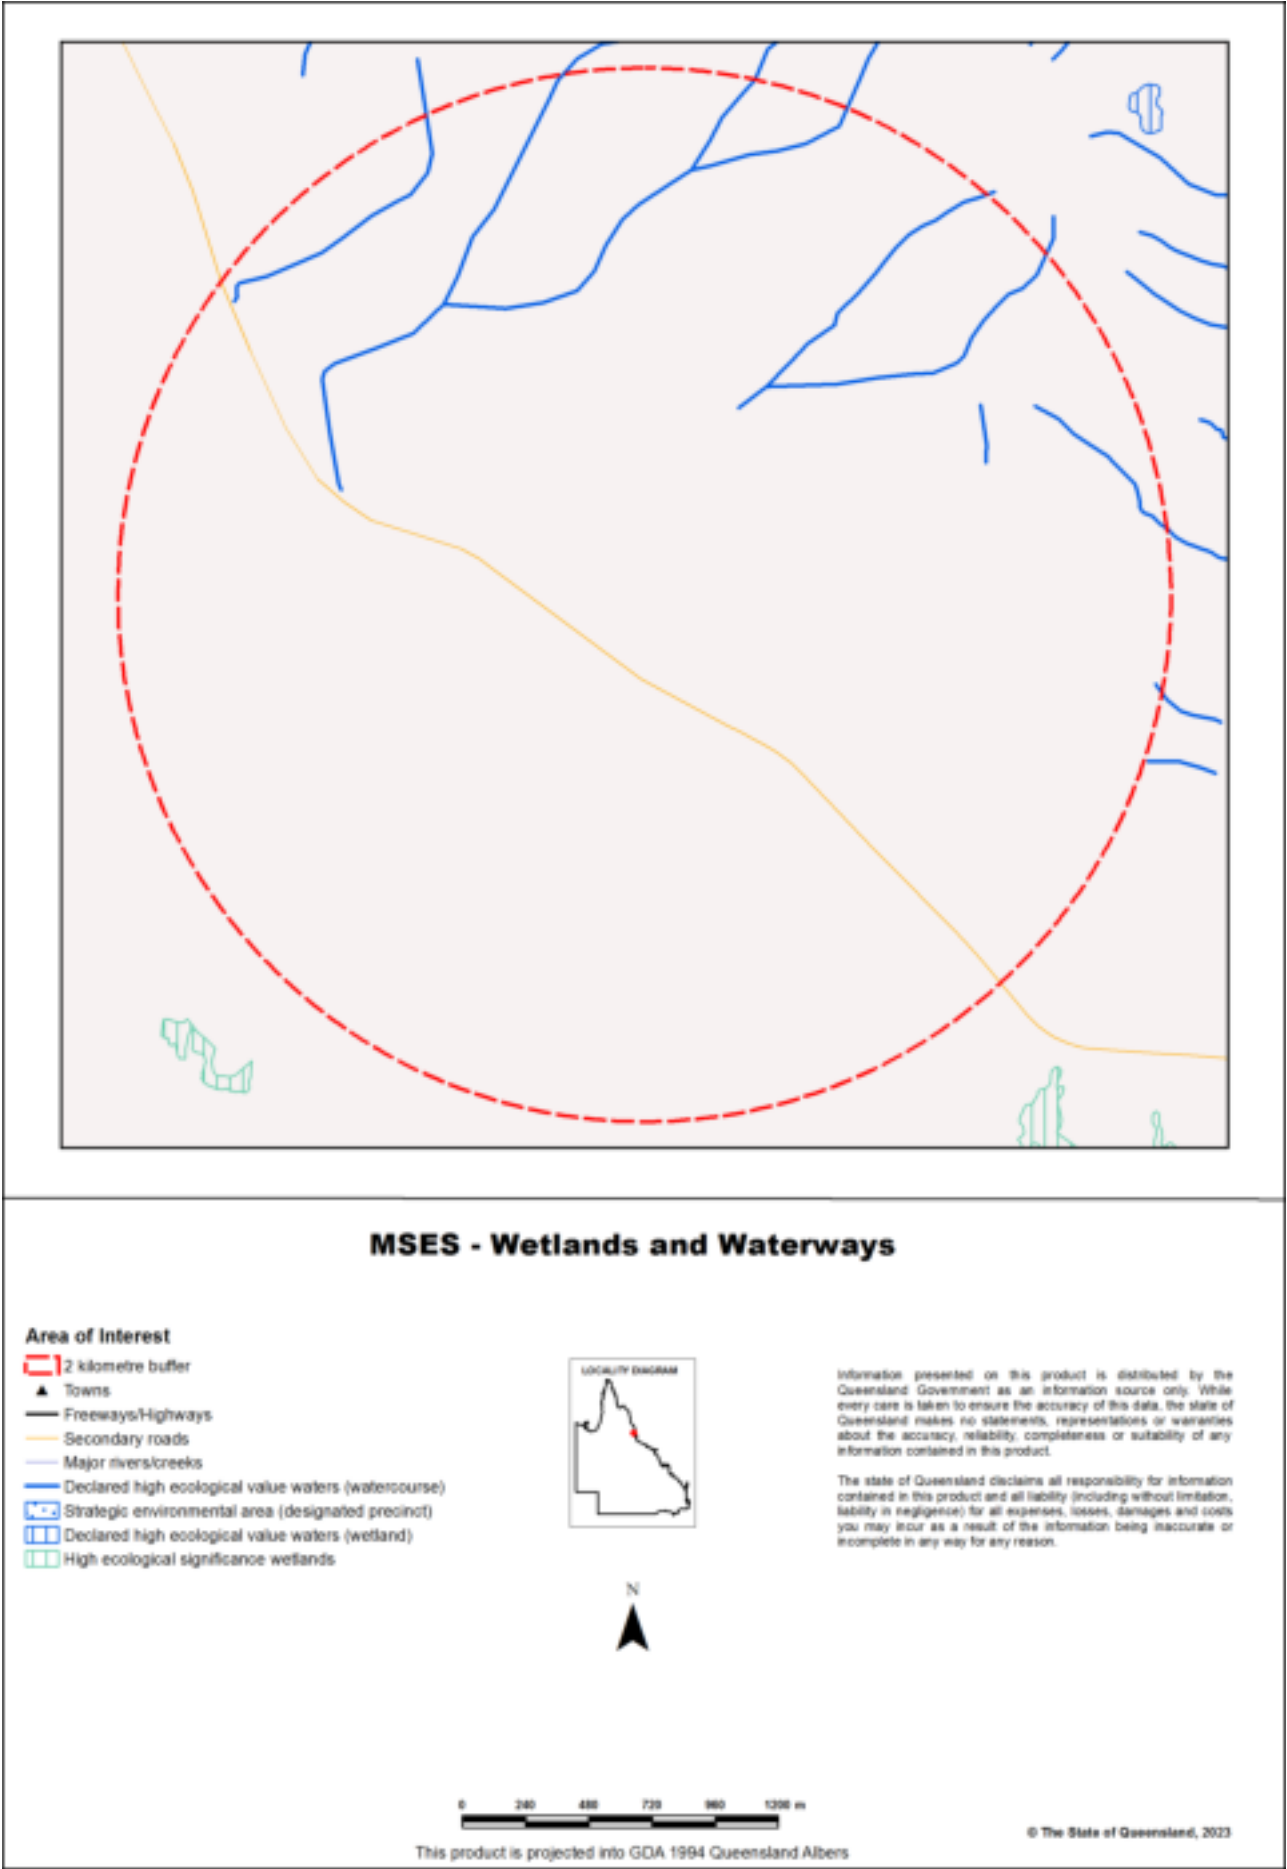 MSES - Wetlands and Waterways
Area of Interest
2 kilometre buffer
Towns
Freeways/Highways
Secondary roads
Major rivers/creeks
Declared high ecological value waters (watercourse)
Strategic environmental area (designated precinct)
Declared high ecological value waters (wetland)
High ecological significance wetlands
LOCALITY DIAGRAM
N
Information presented on this product is distributed by the
Queensland Government as an information source only. While
every care is taken to ensure the accuracy of this data, the state of
Queensland makes no statements, representations or warranties
about the accuracy, reliability, completeness or suitability of any
information contained in this product.
The state of Queensland disclaims all responsibility for information
contained in this product and all liability (including without limitation,
liability in negligence) for all expenses, losses, damages and costs
you may incur as a result of the information being inaccurate or
incomplete in any way for any reason.
0 240 480 720 960 1200 m
This product is projected into GDA 1994 Queensland Albers
© The State of Queensland, 2023